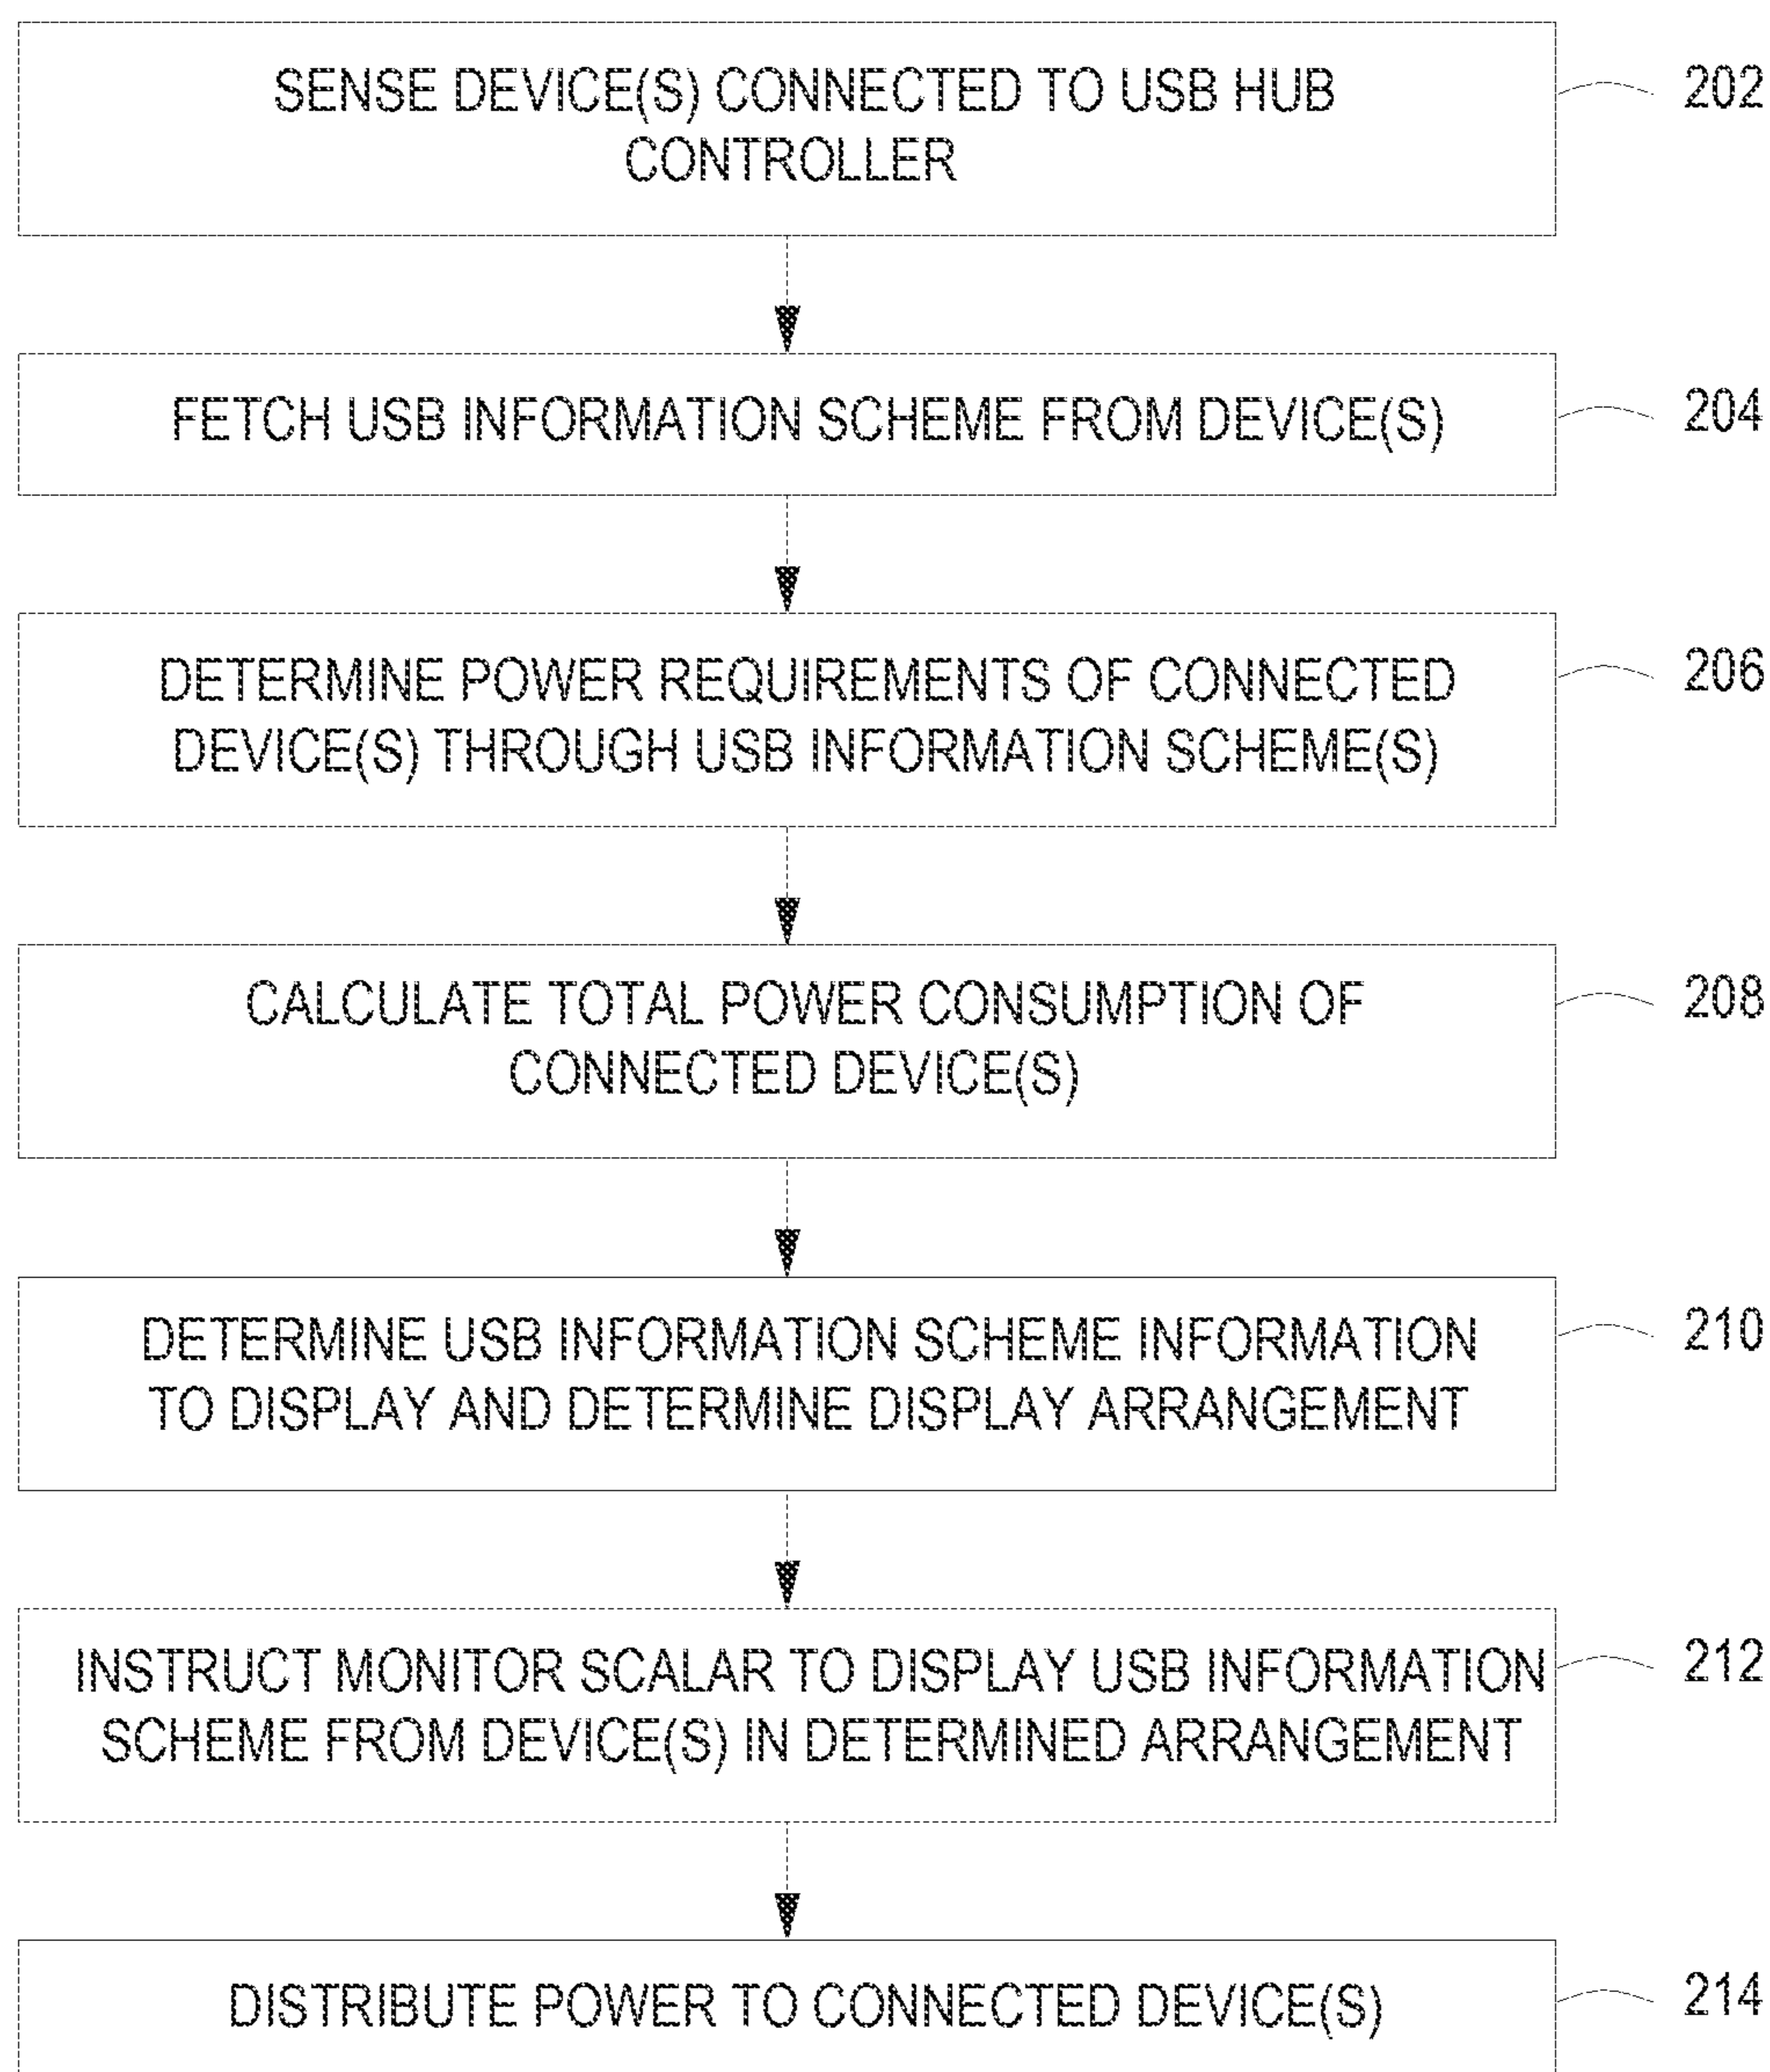 SENSE DEVICE(S) CONNECTED TO USB HUB
CONTROLLER
202
FETCH USB INFORMATION SCHEME FROM DEVICE(S)
204
DETERMINE POWER REQUIREMENTS OF CONNECTED
DEVICE(S) THROUGH USB INFORMATION SCHEME(S)
206
CALCULATE TOTAL POWER CONSUMPTION OF
CONNECTED DEVICE(S)
208
DETERMINE USB INFORMATION SCHEME INFORMATION
TO DISPLAY AND DETERMINE DISPLAY ARRANGEMENT
210
INSTRUCT MONITOR SCALAR TO DISPLAY USB INFORMATION
SCHEME FROM DEVICE(S) IN DETERMINED ARRANGEMENT
212
DISTRIBUTE POWER TO CONNECTED DEVICE(S)
214